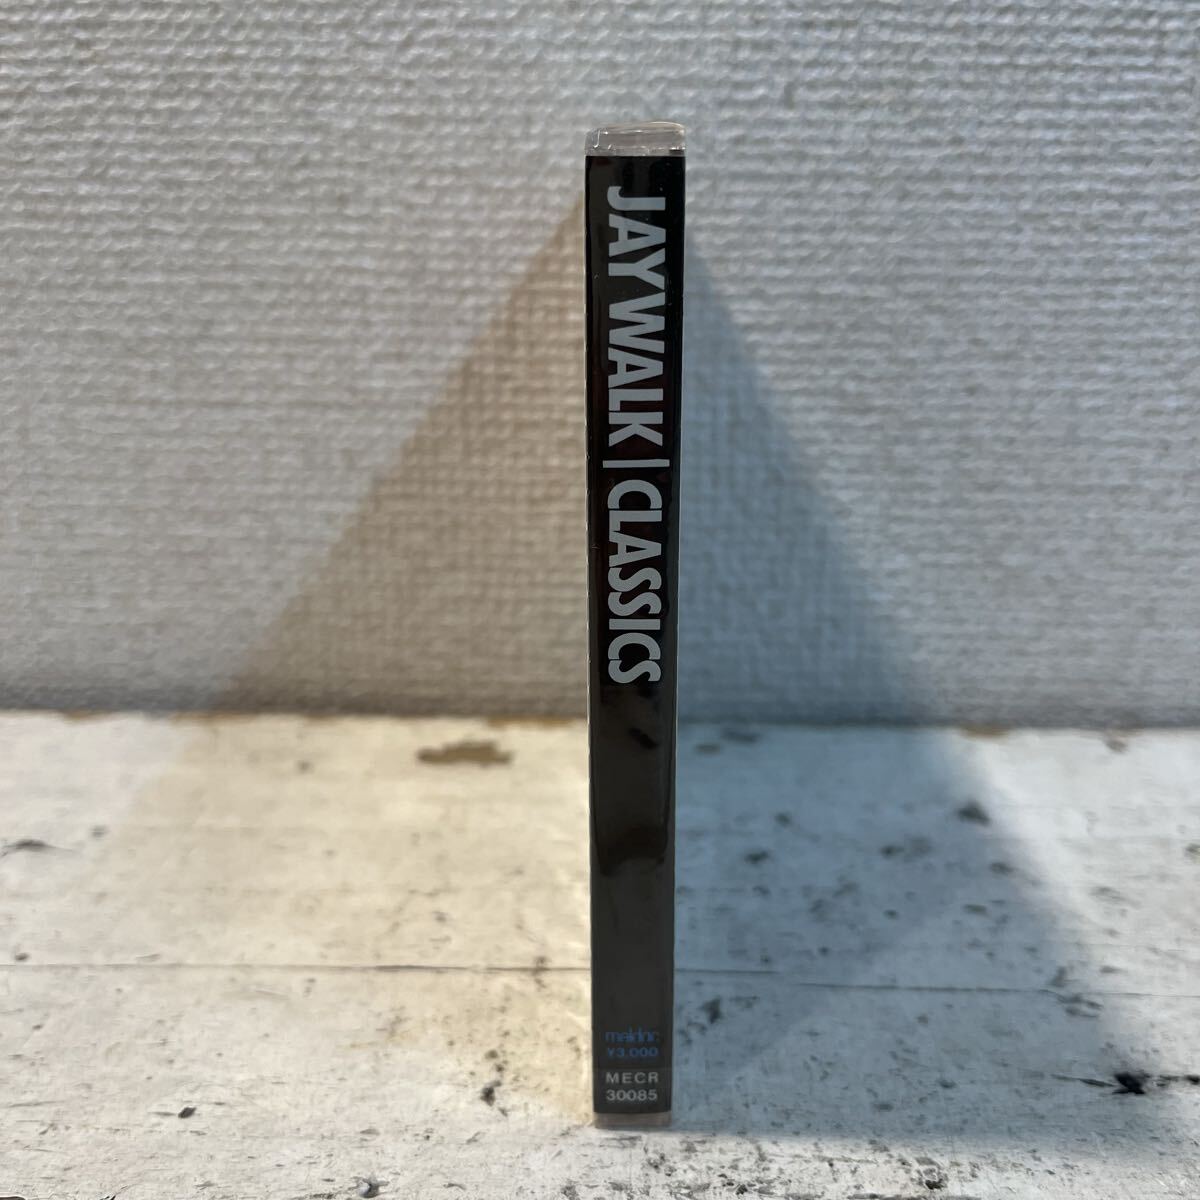 JAYWALK | CLASSICS
meldac
¥3,000
MECR
30085